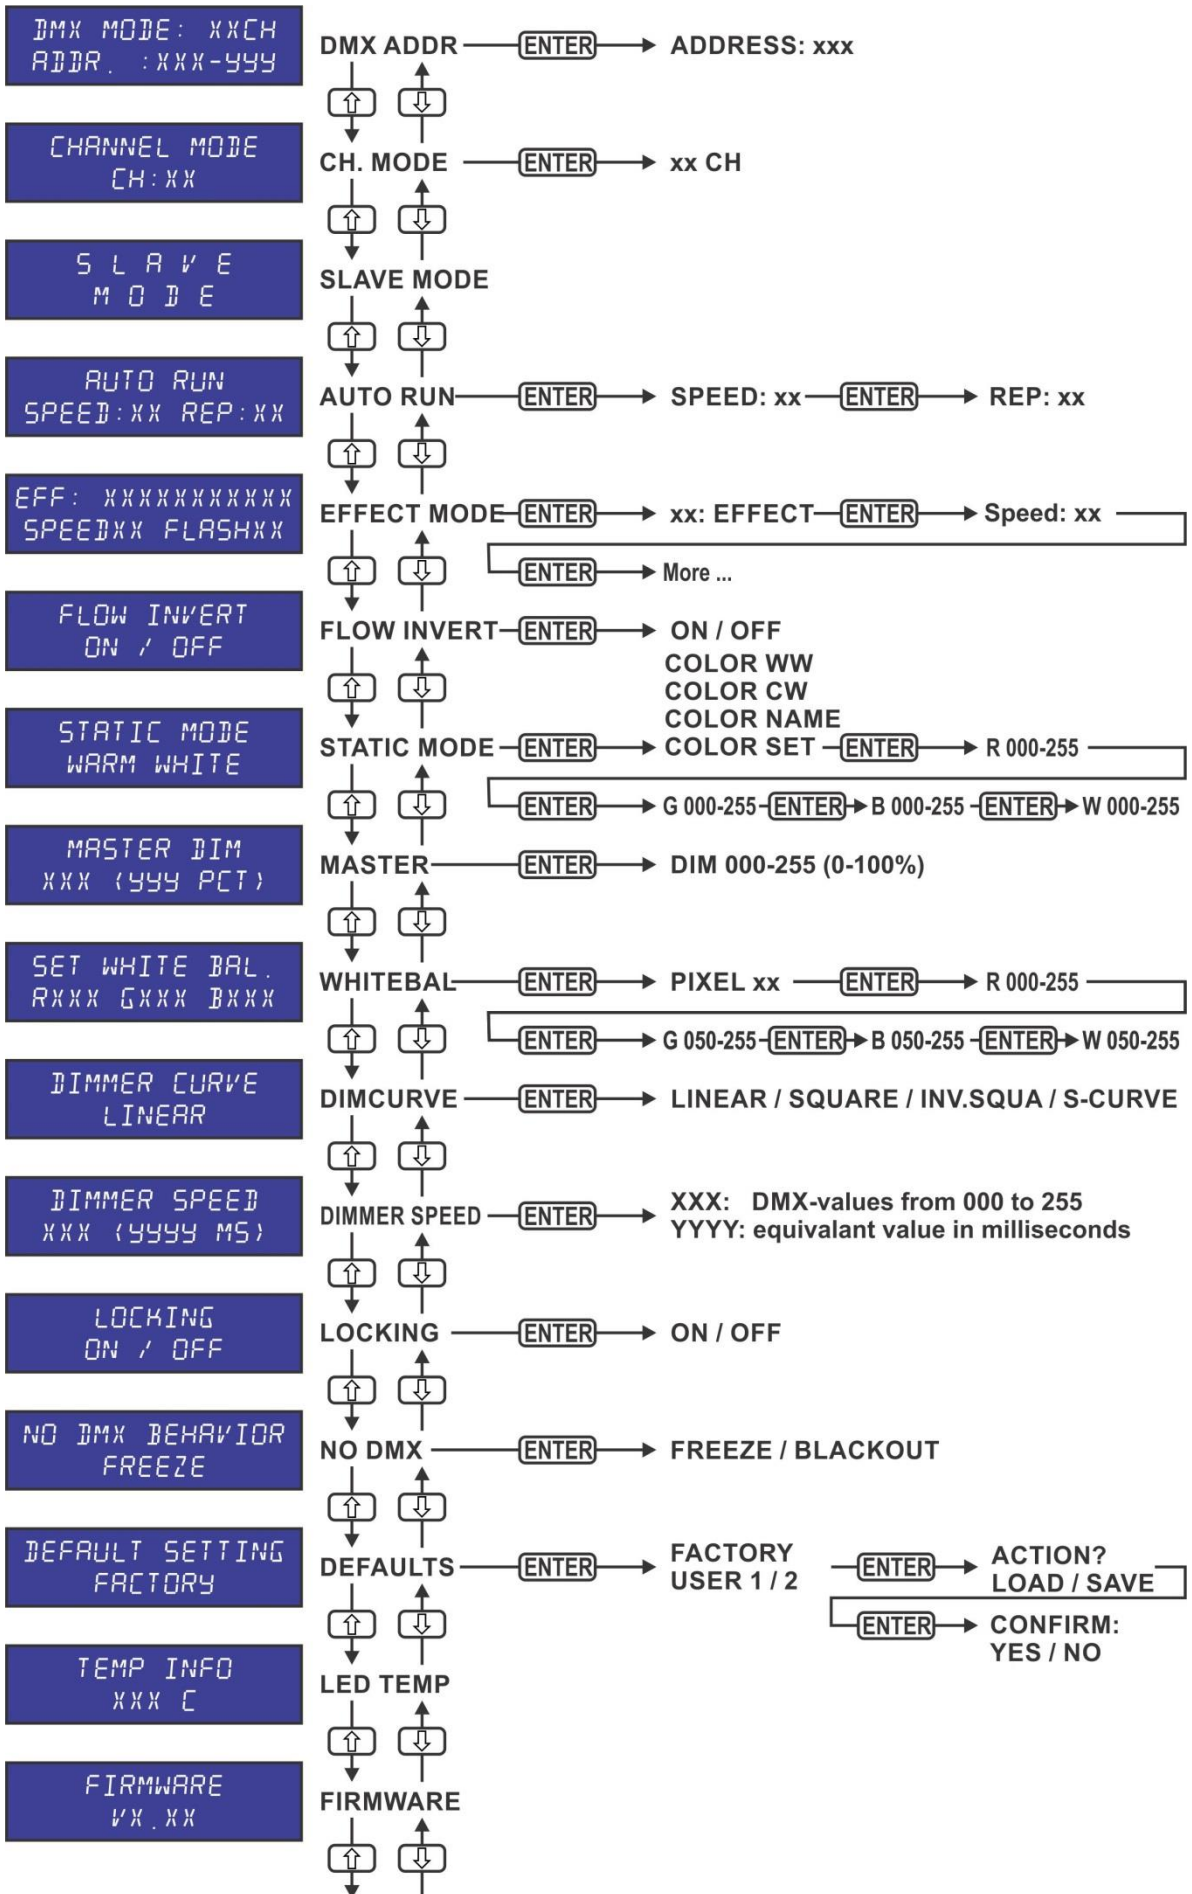 DMX MODE: XXCH
ADDR. :XXX-YYY
DMX ADDR ENTER ADDRESS: xxx
CHANNEL MODE
CH:XX
CH. MODE ENTER xx CH
SLAVE
MODE
SLAVE MODE
AUTO RUN
SPEED:XX REP:XX
AUTO RUN ENTER SPEED: xx ENTER REP: xx
EFF: XXXXXXXXXXX
SPEEDXX FLASHXX
EFFECT MODE ENTER xx: EFFECT ENTER Speed: xx
ENTER More ...
FLOW INVERT
ON / OFF
FLOW INVERT ENTER ON / OFF
COLOR WW
COLOR CW
COLOR NAME
STATIC MODE
WARM WHITE
STATIC MODE ENTER COLOR SET ENTER R 000-255
ENTER G 000-255 ENTER B 000-255 ENTER W 000-255
MASTER DIM
XXX (YYY PCT)
MASTER ENTER DIM 000-255 (0-100%)
SET WHITE BAL.
RXXX GXXX BXXX
WHITEBAL ENTER PIXEL xx ENTER R 000-255
ENTER G 050-255 ENTER B 050-255 ENTER W 050-255
DIMMER CURVE
LINEAR
DIMCURVE ENTER LINEAR / SQUARE / INV.SQUA / S-CURVE
DIMMER SPEED
XXX (YYYY MS)
DIMMER SPEED ENTER XXX: DMX-values from 000 to 255
YYYY: equivalant value in milliseconds
LOCKING
ON / OFF
LOCKING ENTER ON / OFF
NO DMX BEHAVIOR
FREEZE
NO DMX ENTER FREEZE / BLACKOUT
DEFAULT SETTING
FACTORY
DEFAULTS ENTER FACTORY
USER 1 / 2 ENTER ACTION?
LOAD / SAVE
ENTER CONFIRM:
YES / NO
TEMP INFO
XXX C
LED TEMP
FIRMWARE
VX.XX
FIRMWARE